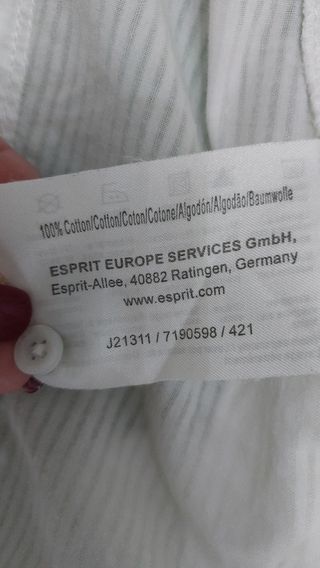 100% Cotton/Cotton/Coton/Cotone/Algodón/Algodão/Baumwolle
ESPRIT EUROPE SERVICES GmbH,
Esprit-Allee, 40882 Ratingen, Germany
www.esprit.com
J21311 / 7190598 / 421